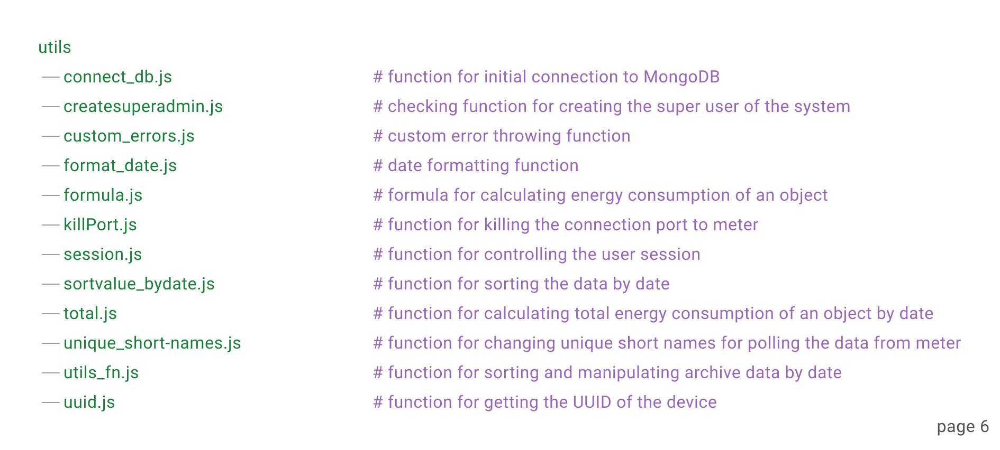 utils
— connect_db.js # function for initial connection to MongoDB
— createsuperadmin.js # checking function for creating the super user of the system
— custom_errors.js # custom error throwing function
— format_date.js # date formatting function
— formula.js # formula for calculating energy consumption of an object
— killPort.js # function for killing the connection port to meter
— session.js # function for controlling the user session
— sortvalue_bydate.js # function for sorting the data by date
— total.js # function for calculating total energy consumption of an object by date
— unique_short-names.js # function for changing unique short names for polling the data from meter
— utils_fn.js # function for sorting and manipulating archive data by date
— uuid.js # function for getting the UUID of the device
page 6